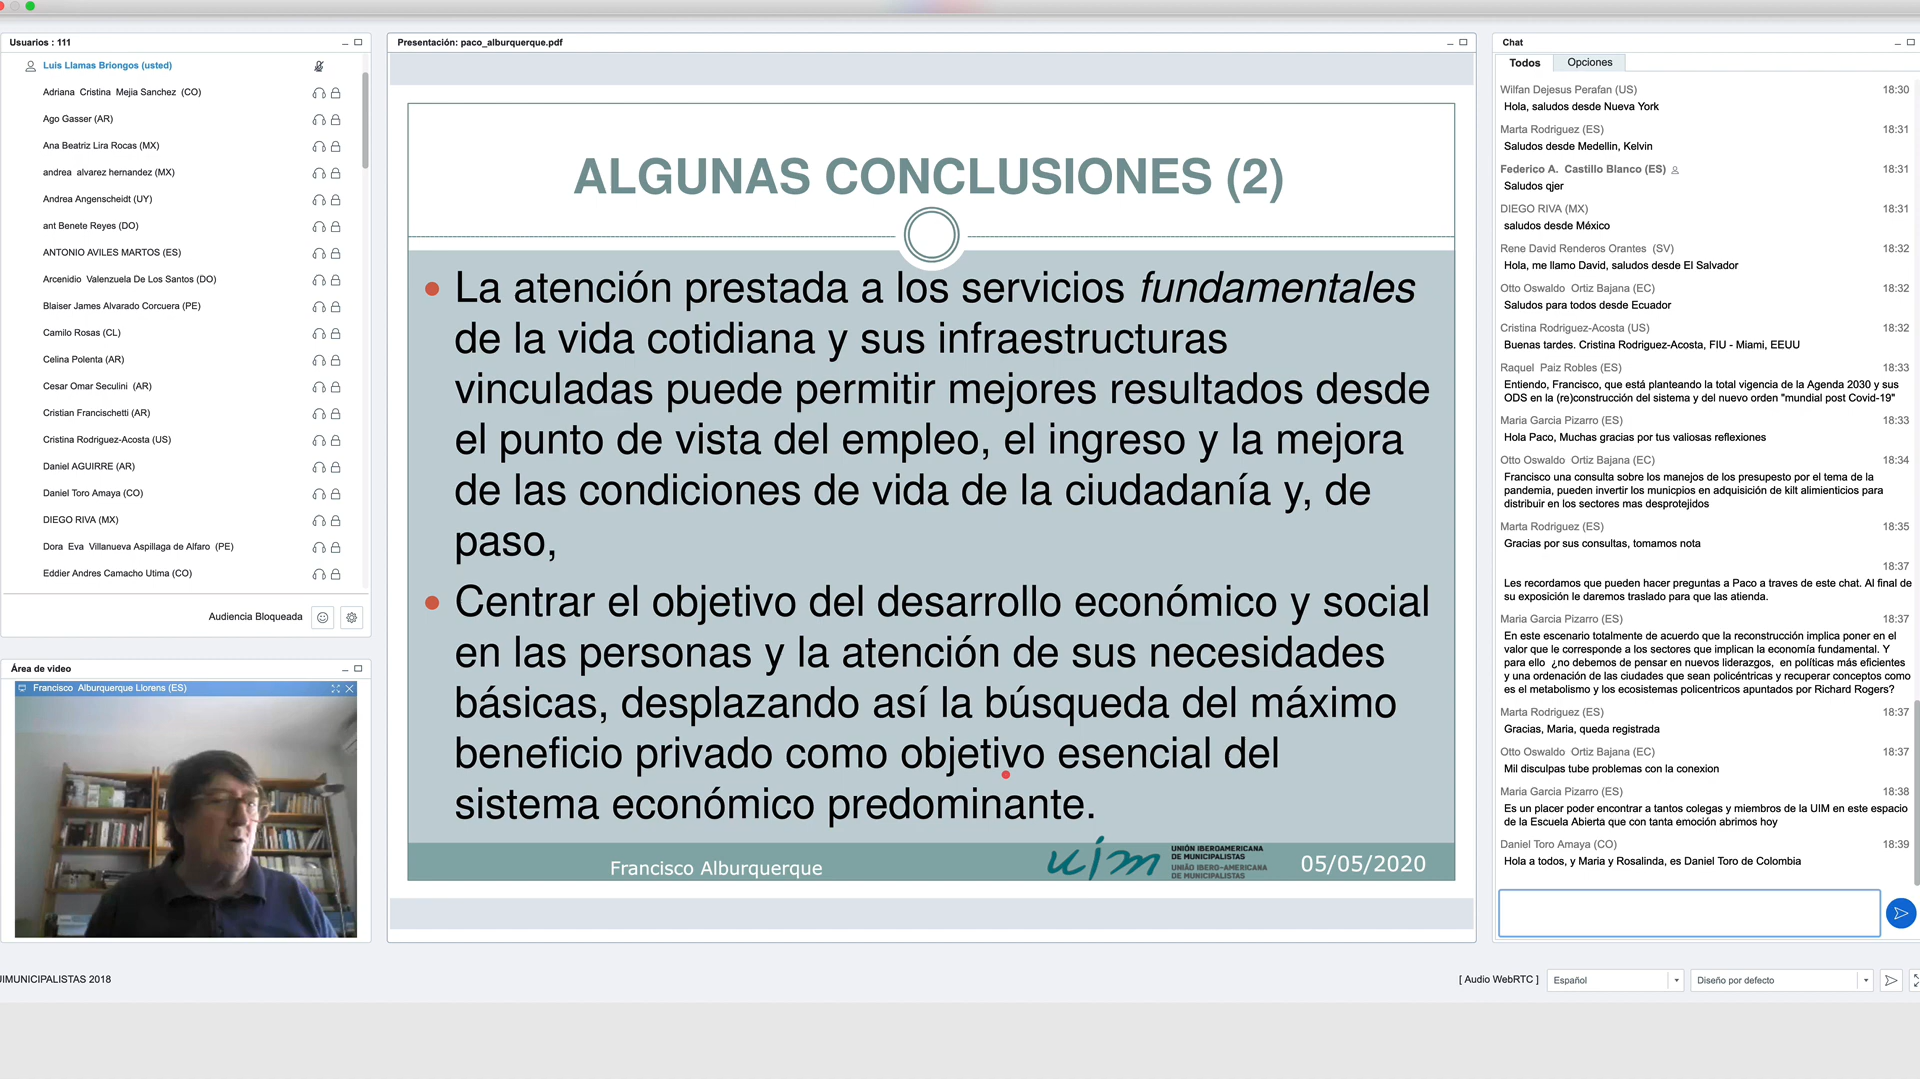 Usuarios : 111
Luis Llamas Briongos (usted)
Adriana Cristina Mejia Sanchez (CO)
Ago Gasser (AR)
Ana Beatriz Lira Rocas (MX)
andrea alvarez hernandez (MX)
Andrea Angenscheidt (UY)
ant Benete Reyes (DO)
ANTONIO AVILES MARTOS (ES)
Arcenidio Valenzuela De Los Santos (DO)
Blaiser James Alvarado Corcuera (PE)
Camilo Rosas (CL)
Celina Polenta (AR)
Cesar Omar Seculini (AR)
Cristian Francischetti (AR)
Cristina Rodriguez-Acosta (US)
Daniel AGUIRRE (AR)
Daniel Toro Amaya (CO)
DIEGO RIVA (MX)
Dora Eva Villanueva Aspillaga de Alfaro (PE)
Eddier Andres Camacho Utima (CO)
Audiencia Bloqueada
Área de video
Francisco Alburquerque Llorens (ES)
Presentación: paco_alburquerque.pdf
ALGUNAS CONCLUSIONES (2)
La atención prestada a los servicios fundamentales
de la vida cotidiana y sus infraestructuras
vinculadas puede permitir mejores resultados desde
el punto de vista del empleo, el ingreso y la mejora
de las condiciones de vida de la ciudadanía y, de
paso,
Centrar el objetivo del desarrollo económico y social
en las personas y la atención de sus necesidades
básicas, desplazando así la búsqueda del máximo
beneficio privado como objetivo esencial del
sistema económico predominante.
Francisco Alburquerque
uim
UNIÓN IBEROAMERICANA
DE MUNICIPALISTAS
UNIÃO IBERO-AMERICANA
DE MUNICIPALISTAS
05/05/2020
Chat
Todos
Opciones
Wilfan Dejesus Perafan (US) 18:30
Hola, saludos desde Nueva York
Marta Rodriguez (ES) 18:31
Saludos desde Medellin, Kelvin
Federico A. Castillo Blanco (ES) 18:31
Saludos qjer
DIEGO RIVA (MX) 18:31
saludos desde México
Rene David Renderos Orantes (SV) 18:32
Hola, me llamo David, saludos desde El Salvador
Otto Oswaldo Ortiz Bajana (EC) 18:32
Saludos para todos desde Ecuador
Cristina Rodriguez-Acosta (US) 18:32
Buenas tardes. Cristina Rodriguez-Acosta, FIU - Miami, EEUU
Raquel Paiz Robles (ES) 18:33
Entiendo, Francisco, que está planteando la total vigencia de la Agenda 2030 y sus
ODS en la (re)construcción del sistema y del nuevo orden "mundial post Covid-19"
Maria Garcia Pizarro (ES) 18:33
Hola Paco, Muchas gracias por tus valiosas reflexiones
Otto Oswaldo Ortiz Bajana (EC) 18:34
Francisco una consulta sobre los manejos de los presupesto por el tema de la
pandemia, pueden invertir los municpios en adquisición de kilt alimienticios para
distribuir en los sectores mas desprotejidos
Marta Rodriguez (ES) 18:35
Gracias por sus consultas, tomamos nota
18:37
Les recordamos que pueden hacer preguntas a Paco a traves de este chat. Al final de
su exposición le daremos traslado para que las atienda.
Maria Garcia Pizarro (ES) 18:37
En este escenario totalmente de acuerdo que la reconstrucción implica poner en el
valor que le corresponde a los sectores que implican la economía fundamental. Y
para ello ¿no debemos de pensar en nuevos liderazgos, en políticas más eficientes
y una ordenación de las ciudades que sean policéntricas y recuperar conceptos como
es el metabolismo y los ecosistemas policentricos apuntados por Richard Rogers?
Marta Rodriguez (ES) 18:37
Gracias, Maria, queda registrada
Otto Oswaldo Ortiz Bajana (EC) 18:37
Mil disculpas tube problemas con la conexion
Maria Garcia Pizarro (ES) 18:38
Es un placer poder encontrar a tantos colegas y miembros de la UIM en este espacio
de la Escuela Abierta que con tanta emoción abrimos hoy
Daniel Toro Amaya (CO) 18:39
Hola a todos, y Maria y Rosalinda, es Daniel Toro de Colombia
UIMUNICIPALISTAS 2018
[ Audio WebRTC ]
Español
Diseño por defecto